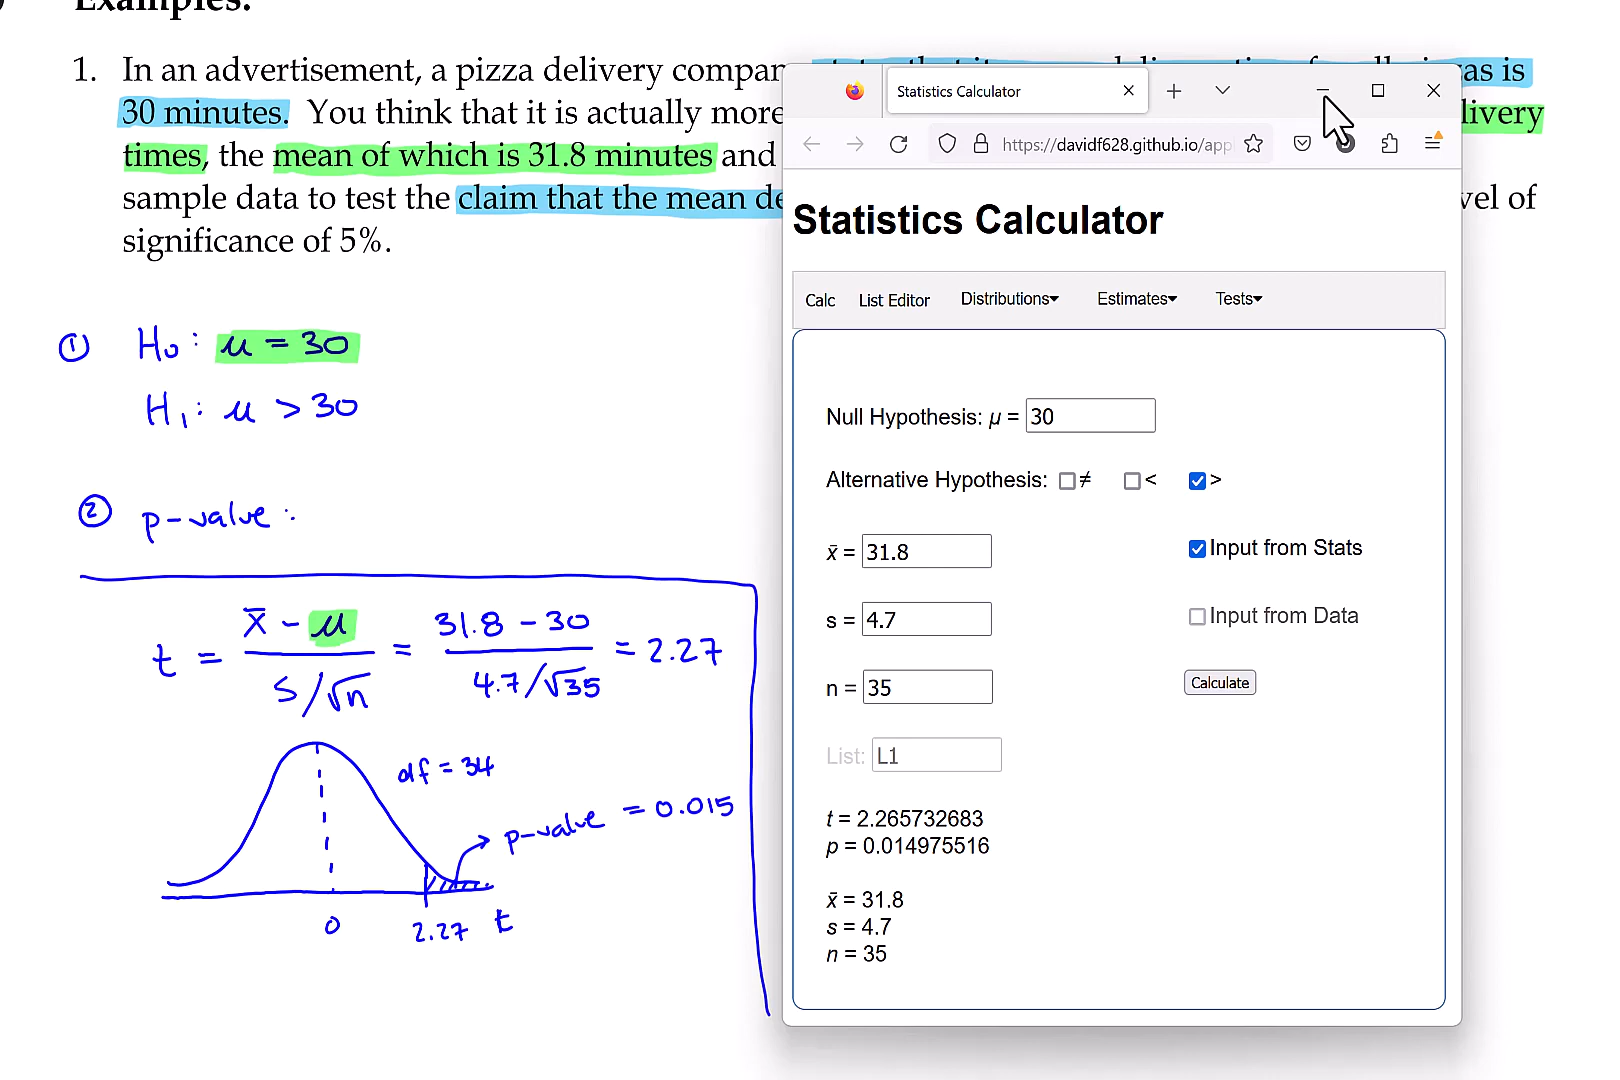 Examples:
1. In an advertisement, a pizza delivery compan
as is
30 minutes. You think that it is actually more
livery
times, the mean of which is 31.8 minutes and
sample data to test the claim that the mean de
vel of
significance of 5%.
① H₀ : μ = 30
H₁ : μ > 30
② p-value :
t = x̄ - μ / s/√n = 31.8 - 30 / 4.7/√35 = 2.27
df = 34
p-value = 0.015
0 2.27 t
Statistics Calculator
https://davidf628.github.io/app
Statistics Calculator
Calc List Editor Distributions▾ Estimates▾ Tests▾
Null Hypothesis: μ = 30
Alternative Hypothesis: ≠ < >
x̄ = 31.8 Input from Stats
s = 4.7 Input from Data
n = 35 Calculate
List: L1
t = 2.265732683
p = 0.014975516
x̄ = 31.8
s = 4.7
n = 35